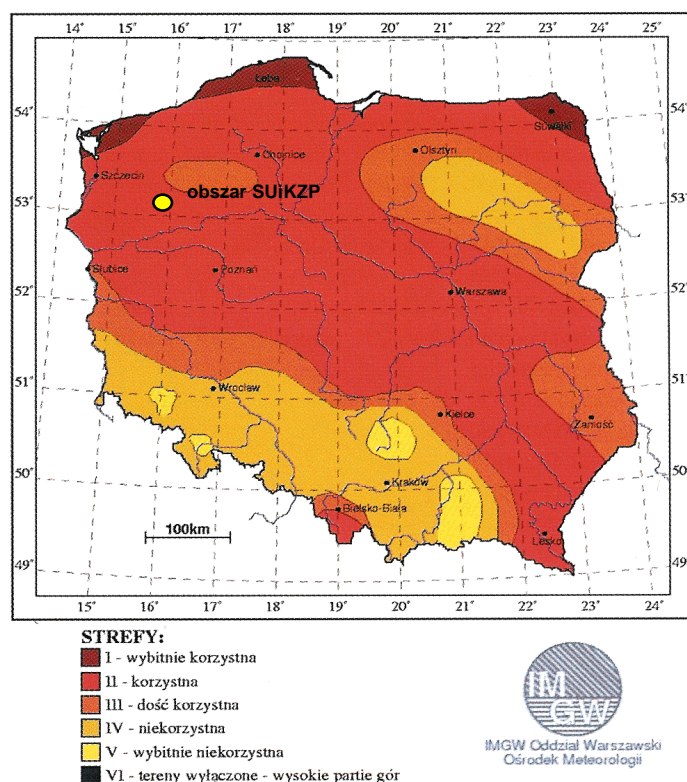 14° 15° 16° 17° 18° 19° 20° 21° 22° 23° 24° 25°
54°
53°
52°
51°
50°
49°
54°
53°
52°
51°
50°
49°
Łeba
Suwałki
Chojnice
Olsztyn
Szczecin
obszar SUiKZP
Słubice
Poznań
Warszawa
Wrocław
Kielce
Zamość
Kraków
Bielsko-Biała
Lesko
100km
15° 16° 17° 18° 19° 20° 21° 22° 23° 24°
STREFY:
I - wybitnie korzystna
II - korzystna
III - dość korzystna
IV - niekorzystna
V - wybitnie niekorzystna
VI - tereny wyłączone - wysokie partie gór
IM
GW
IMGW Oddział Warszawski
Ośrodek Meteorologii